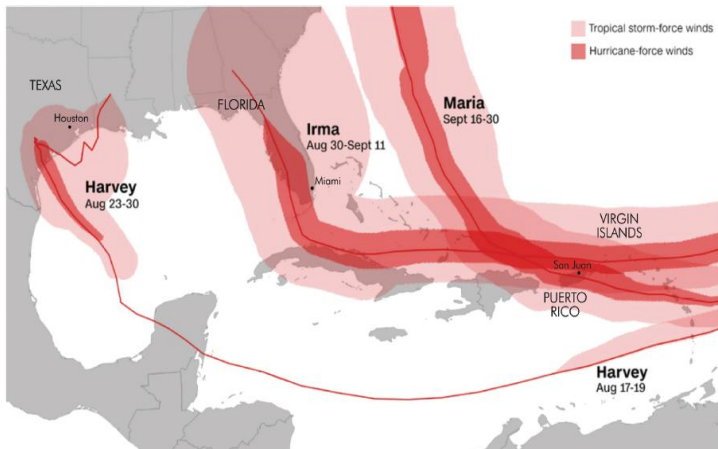 Tropical storm-force winds
Hurricane-force winds
TEXAS
Houston
FLORIDA
Irma
Aug 30-Sept 11
Maria
Sept 16-30
Harvey
Aug 23-30
Miami
VIRGIN
ISLANDS
San Juan
PUERTO
RICO
Harvey
Aug 17-19